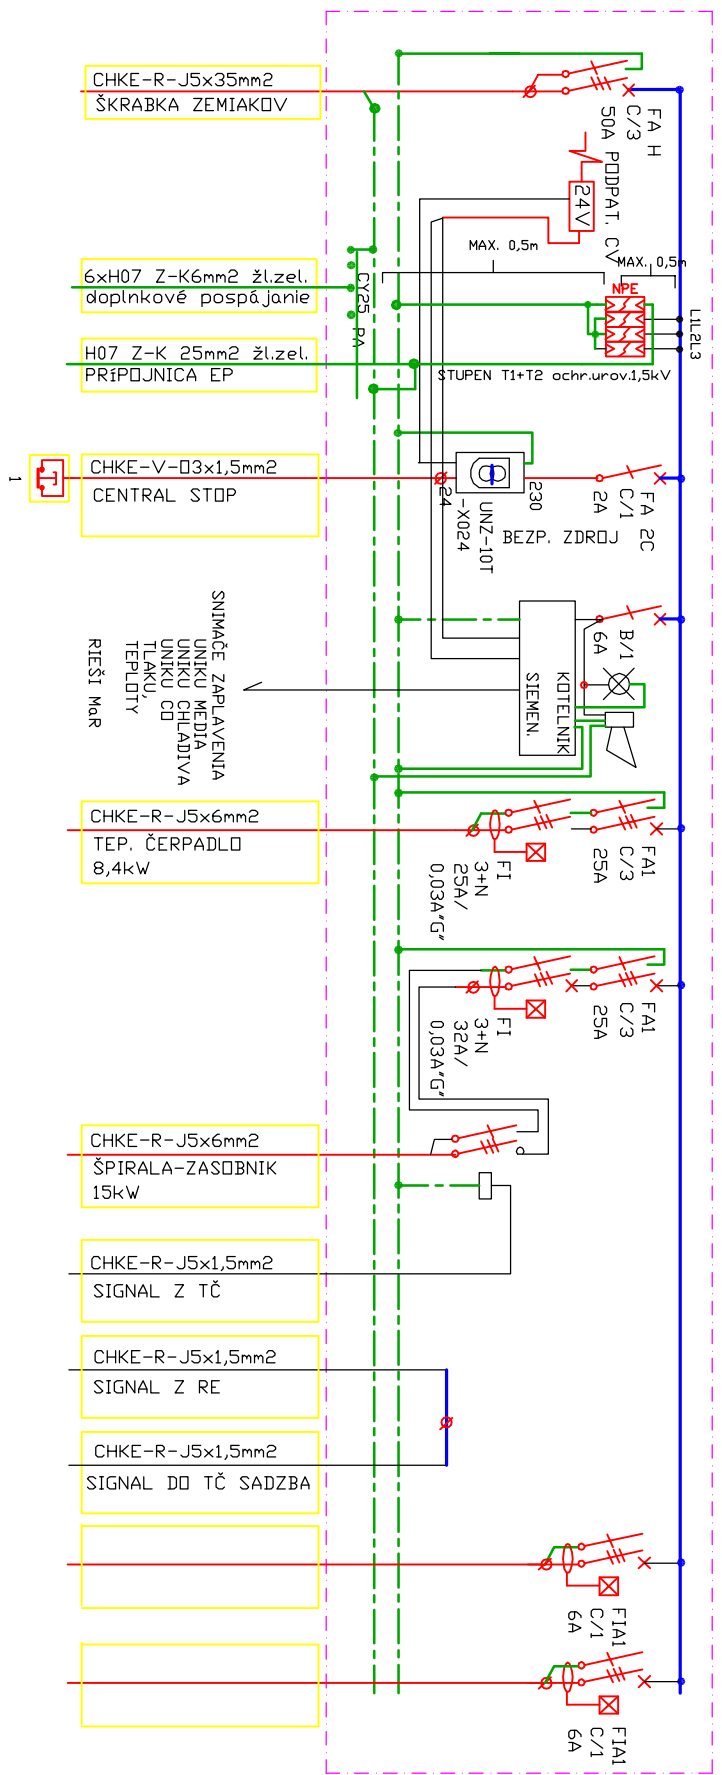 CHKE-R-J5x35mm2
ŠKRABKA ZEMIAKOV
FA H
C/3
50A
PODPAT. CV
24V
MAX. 0,5m
MAX. 0,5m
6xH07 Z-K6mm2 žl.zel.
doplnkové pospájanie
CY25 PA
NPE
L1L2L3
H07 Z-K 25mm2 žl.zel.
PRíPOJNICA EP
STUPEN T1+T2 ochr.urov.1,5kV
1
CHKE-V-O3x1,5mm2
CENTRAL STOP
24
UNZ-10T
-X024
230
FA 2C
C/1
2A
BEZP. ZDROJ
SNIMAČE ZAPLAVENIA
UNIKU MEDIA
UNIKU CHLADIVA
UNIKU CO
TLAKU,
TEPLOTY
RIEŠI MaR
KOTELNIK
SIEMEN.
B/1
6A
CHKE-R-J5x6mm2
TEP. ČERPADLO
8,4kW
FI
3+N
25A/
0,03A"G"
FA1
C/3
25A
FI
3+N
32A/
0,03A"G"
FA1
C/3
25A
CHKE-R-J5x6mm2
ŠPIRALA-ZASOBNIK
15kW
CHKE-R-J5x1,5mm2
SIGNAL Z TČ
CHKE-R-J5x1,5mm2
SIGNAL Z RE
CHKE-R-J5x1,5mm2
SIGNAL DO TČ SADZBA
FIA1
C/1
6A
FIA1
C/1
6A